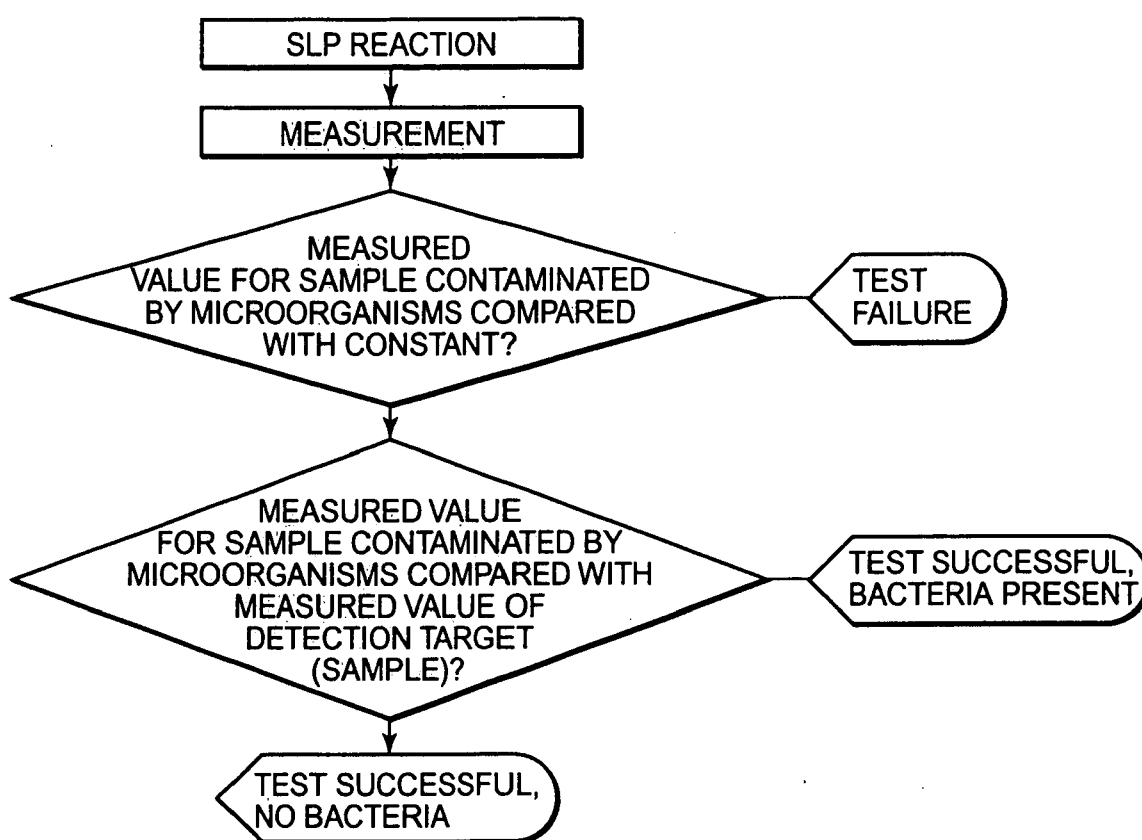 SLP REACTION
MEASUREMENT
MEASURED
VALUE FOR SAMPLE CONTAMINATED
BY MICROORGANISMS COMPARED
WITH CONSTANT?
TEST
FAILURE
MEASURED VALUE
FOR SAMPLE CONTAMINATED BY
MICROORGANISMS COMPARED WITH
MEASURED VALUE OF
DETECTION TARGET
(SAMPLE)?
TEST SUCCESSFUL,
BACTERIA PRESENT
TEST SUCCESSFUL,
NO BACTERIA